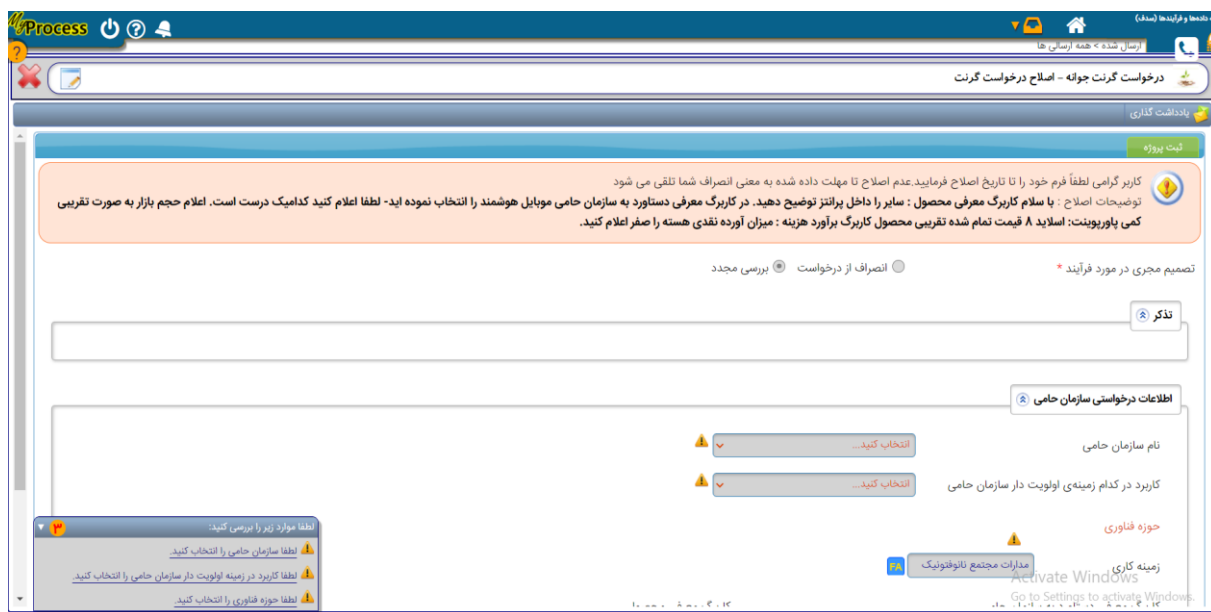 MyProcess
داده‌ها و فرآیندها (سدف)
ارسال شده > همه ارسالی ها
درخواست گرنت جوانه - اصلاح درخواست گرنت
یادداشت گذاری
ثبت پروژه
کاربر گرامی لطفاً فرم خود را تا تاریخ اصلاح فرمایید.عدم اصلاح تا مهلت داده شده به معنی انصراف شما تلقی می شود
توضیحات اصلاح : با سلام کاربرگ معرفی محصول : سایر را داخل پرانتز توضیح دهید. در کاربرگ معرفی دستاورد به سازمان حامی موبایل هوشمند را انتخاب نموده اید- لطفا اعلام کنید کدامیک درست است. اعلام حجم بازار به صورت تقریبی
کمی پاورپوینت: اسلاید ۸ قیمت تمام شده تقریبی محصول کاربرگ برآورد هزینه : میزان آورده نقدی هسته را صفر اعلام کنید.
تصمیم مجری در مورد فرآیند *
انصراف از درخواست
بررسی مجدد
تذکر
اطلاعات درخواستی سازمان حامی
نام سازمان حامی
انتخاب کنید...
کاربرد در کدام زمینه‌ی اولویت دار سازمان حامی
انتخاب کنید...
حوزه فناوری
زمینه کاری
مدارات مجتمع نانوفتونیک
FA
لطفا موارد زیر را بررسی کنید:
۳
لطفا سازمان حامی را انتخاب کنید.
لطفا کاربرد در زمینه اولویت دار سازمان حامی را انتخاب کنید.
لطفا حوزه فناوری را انتخاب کنید.
Activate Windows
Go to Settings to activate Windows.